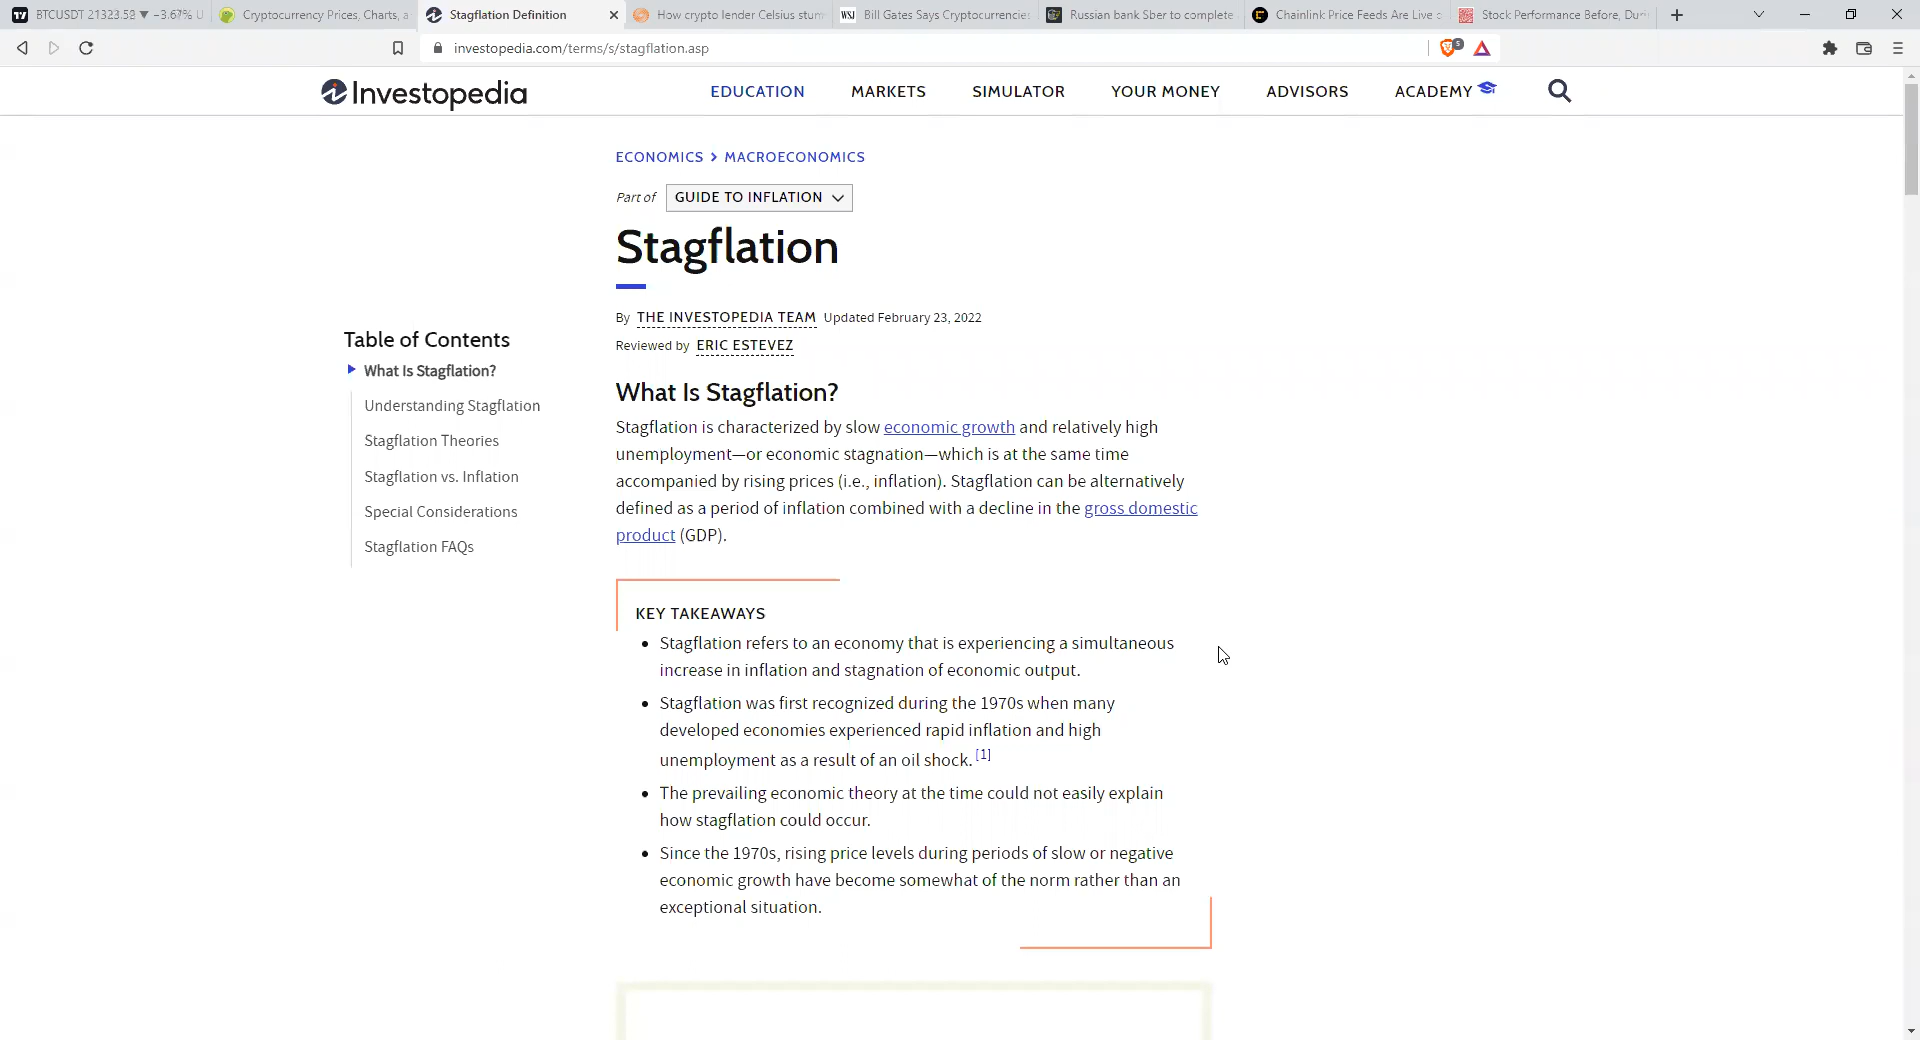 BTCUSDT 21323.52 ▼ −3.67% U
Cryptocurrency Prices, Charts, a
Stagflation Definition
How crypto lender Celsius stum
WSJ
Bill Gates Says Cryptocurrencie
Russian bank Sber to complete
Chainlink Price Feeds Are Live o
Stock Performance Before, Duri
investopedia.com/terms/s/stagflation.asp
5
Investopedia
EDUCATION
MARKETS
SIMULATOR
YOUR MONEY
ADVISORS
ACADEMY
ECONOMICS > MACROECONOMICS
Part of GUIDE TO INFLATION
Stagflation
By THE INVESTOPEDIA TEAM Updated February 23, 2022
Reviewed by ERIC ESTEVEZ
Table of Contents
What Is Stagflation?
Understanding Stagflation
Stagflation Theories
Stagflation vs. Inflation
Special Considerations
Stagflation FAQs
What Is Stagflation?
Stagflation is characterized by slow economic growth and relatively high
unemployment—or economic stagnation—which is at the same time
accompanied by rising prices (i.e., inflation). Stagflation can be alternatively
defined as a period of inflation combined with a decline in the gross domestic
product (GDP).
KEY TAKEAWAYS
• Stagflation refers to an economy that is experiencing a simultaneous
increase in inflation and stagnation of economic output.
• Stagflation was first recognized during the 1970s when many
developed economies experienced rapid inflation and high
unemployment as a result of an oil shock. [1]
• The prevailing economic theory at the time could not easily explain
how stagflation could occur.
• Since the 1970s, rising price levels during periods of slow or negative
economic growth have become somewhat of the norm rather than an
exceptional situation.